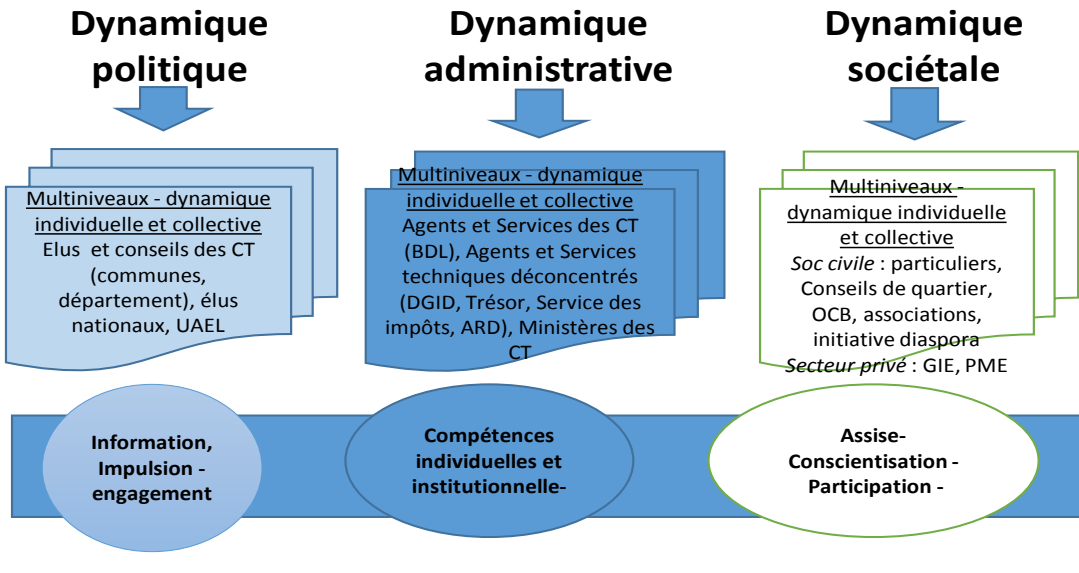 Dynamique
politique
Multiniveaux - dynamique
individuelle et collective
Elus et conseils des CT
(communes,
département), élus
nationaux, UAEL
Information,
Impulsion -
engagement
Dynamique
administrative
Multiniveaux - dynamique
individuelle et collective
Agents et Services des CT
(BDL), Agents et Services
techniques déconcentrés
(DGID, Trésor, Service des
impôts, ARD), Ministères des
CT
Compétences
individuelles et
institutionnelle-
Dynamique
sociétale
Multiniveaux -
dynamique individuelle
et collective
Soc civile : particuliers,
Conseils de quartier,
OCB, associations,
initiative diaspora
Secteur privé : GIE, PME
Assise-
Conscientisation -
Participation -